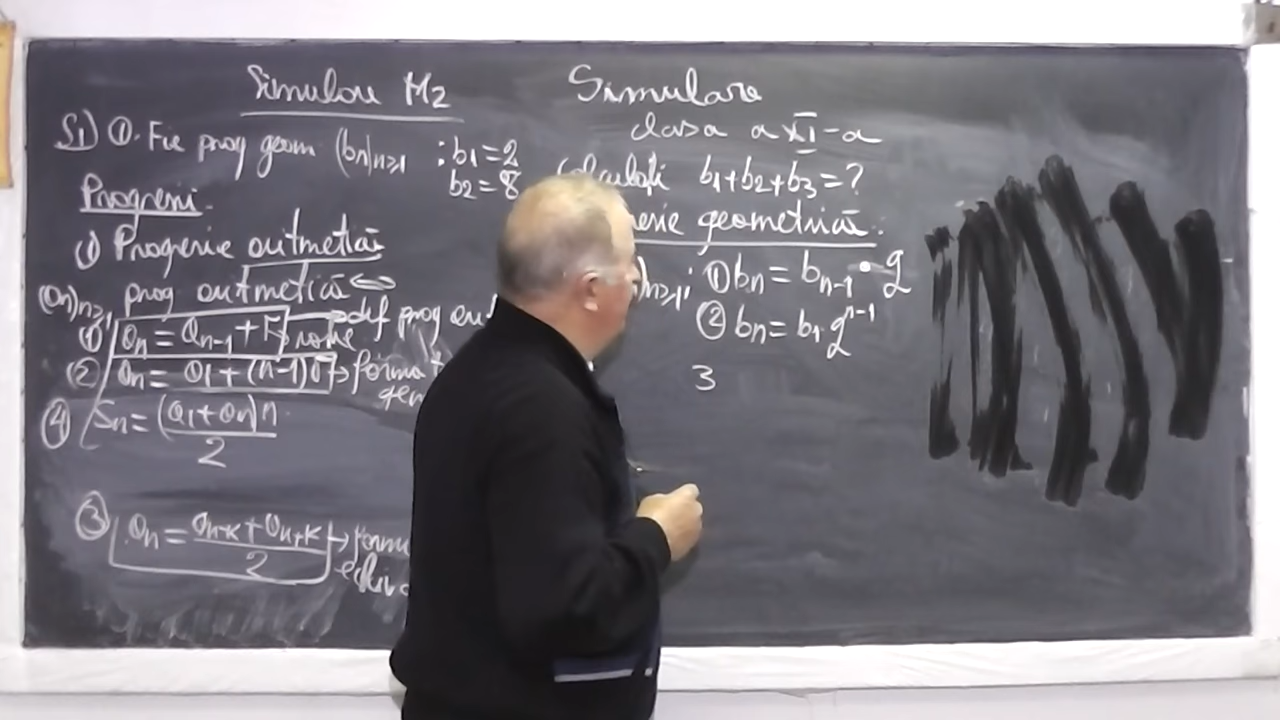 Simulare M2
Simulare
clasa a XI-a
S1) ①. Fie prog geom (bn)n≥1 : b1=2
b2=8
Calculați b1+b2+b3=?
Progresii.
① Progresie aritmetică
(an)n≥1 prog aritmetică ⇔
① an = an-1 + r → def prog
② an = a1+(n-1)r →
④ Sn = (a1+an)n / 2
③ an = an-k + an+k / 2 →
geometrică.
)n≥1; ① bn = bn-1 • q
② bn = b1 · q^n-1
3